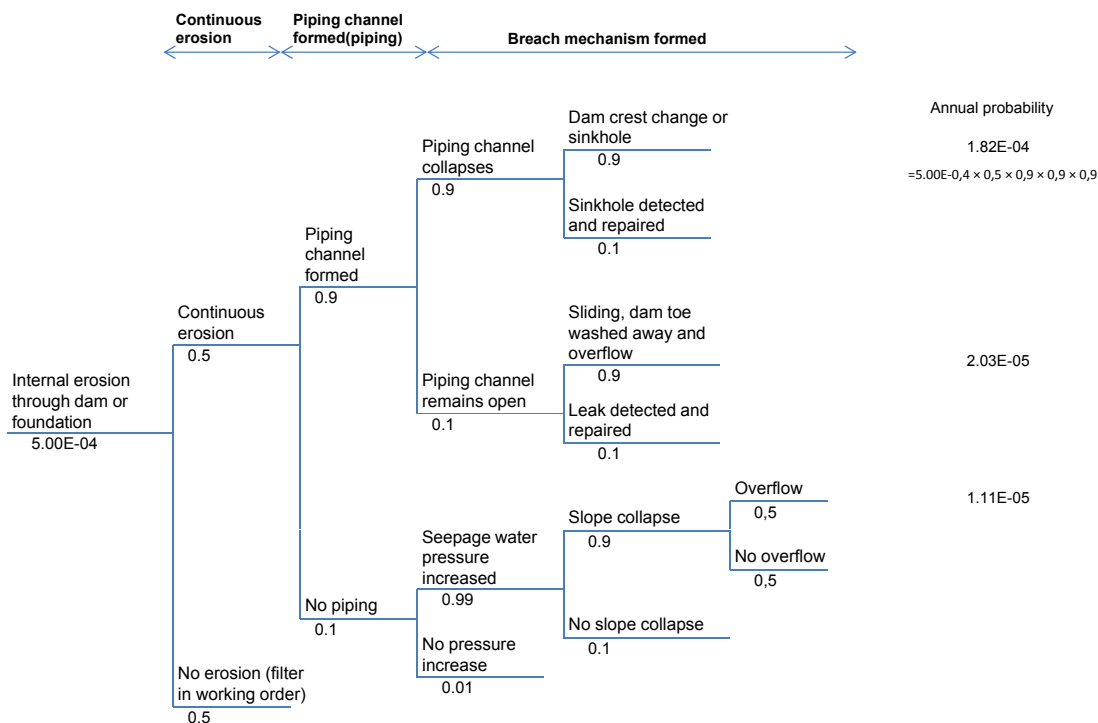 Continuous
erosion
Piping channel
formed(piping)
Breach mechanism formed
Annual probability
Dam crest change or
sinkhole
0.9
1.82E-04
=5.00E-0,4 × 0,5 × 0,9 × 0,9 × 0,9
Piping channel
collapses
0.9
Sinkhole detected
and repaired
0.1
Piping
channel
formed
0.9
Continuous
erosion
0.5
Sliding, dam toe
washed away and
overflow
0.9
2.03E-05
Internal erosion
through dam or
foundation
5.00E-04
Piping channel
remains open
0.1
Leak detected and
repaired
0.1
Overflow
0,5
1.11E-05
Slope collapse
0.9
Seepage water
pressure
increased
0.99
No overflow
0,5
No piping
0.1
No slope collapse
0.1
No pressure
increase
0.01
No erosion (filter
in working order)
0.5